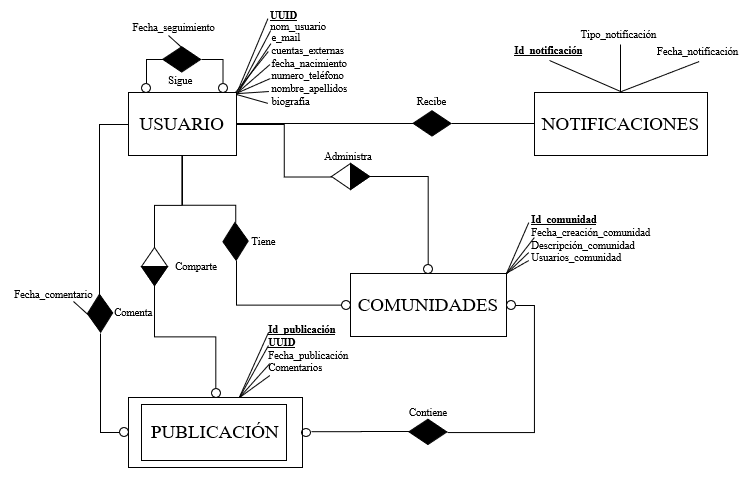 Fecha_seguimiento
UUID
nom_usuario
e_mail
cuentas_externas
fecha_nacimiento
numero_teléfono
nombre_apellidos
biografia
Sigue
Tipo_notificación
Id_notificación
Fecha_notificación
USUARIO
Recibe
NOTIFICACIONES
Administra
Tiene
Comparte
Id_comunidad
Fecha_creación_comunidad
Descripción_comunidad
Usuarios_comunidad
Fecha_comentario
Comenta
COMUNIDADES
Id_publicación
UUID
Fecha_publicación
Comentarios
PUBLICACIÓN
Contiene